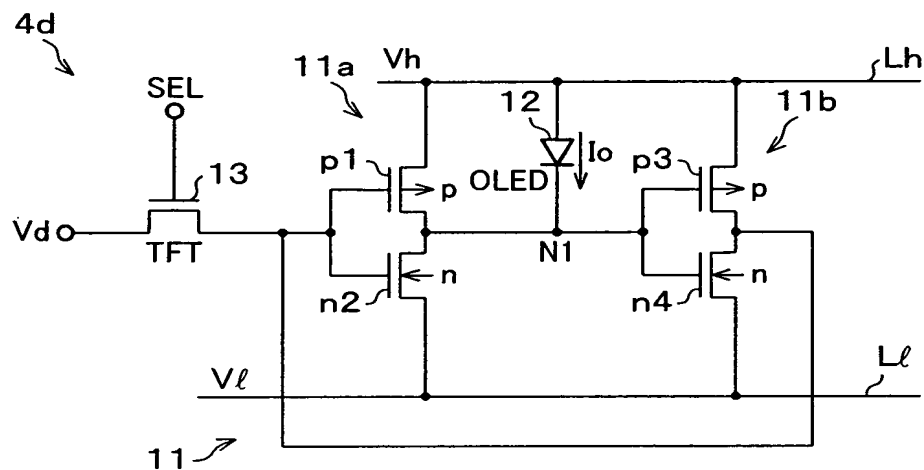 4d
SEL
13
Vd
TFT
11a
Vh
Lh
12
Io
OLED
11b
p1
p
p3
p
N1
n2
n
n4
n
Vℓ
Lℓ
11